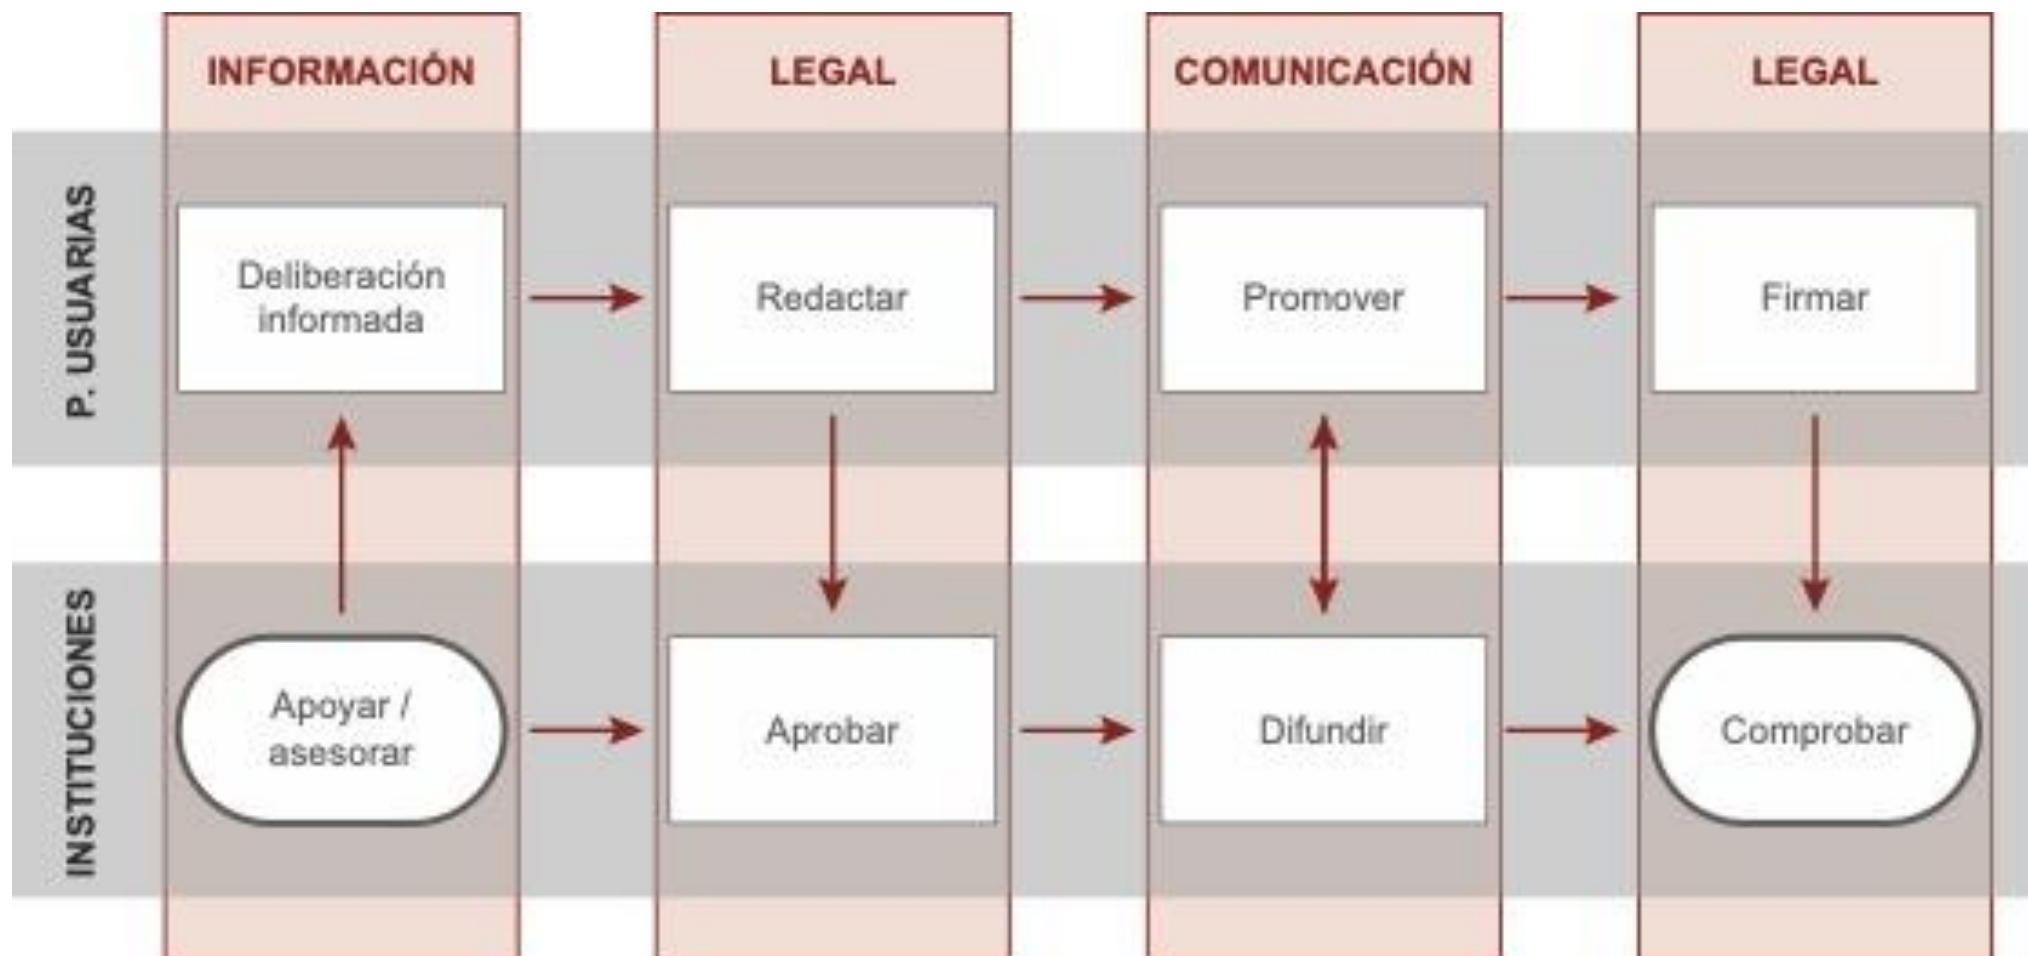 INFORMACIÓN
LEGAL
COMUNICACIÓN
LEGAL
P. USUARIAS
Deliberación
informada
Redactar
Promover
Firmar
INSTITUCIONES
Apoyar /
asesorar
Aprobar
Difundir
Comprobar